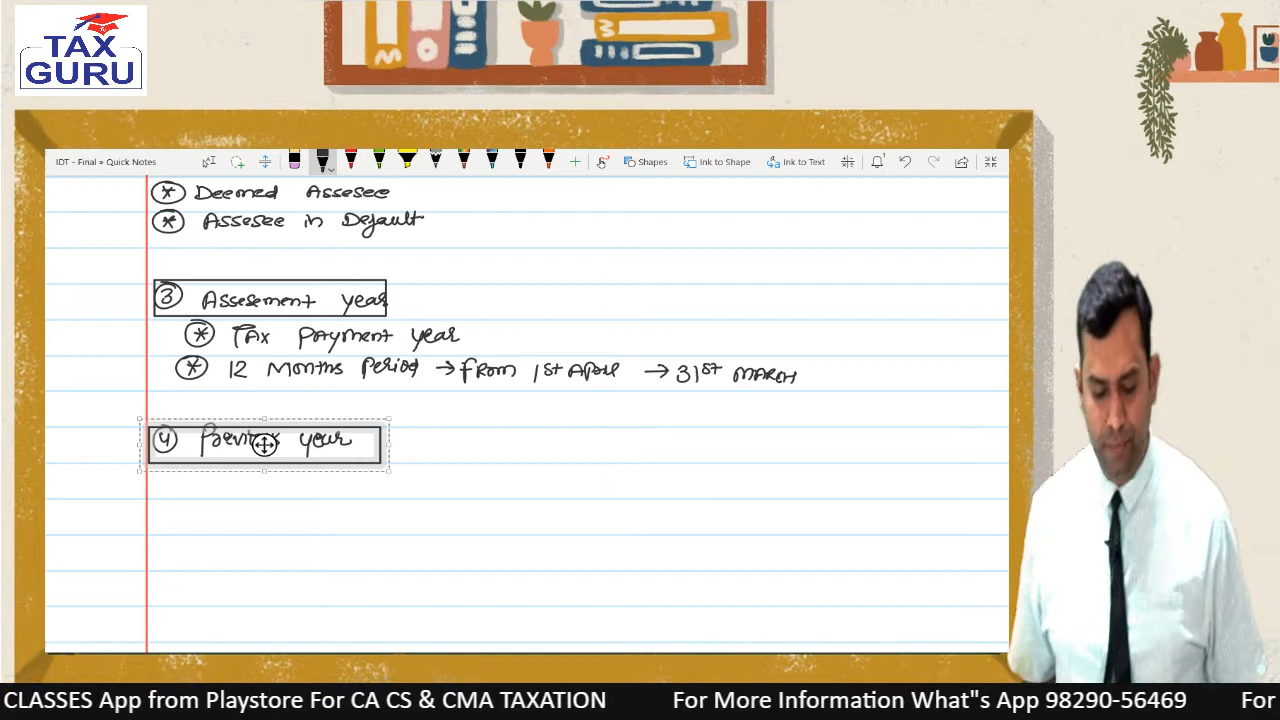 TAX
GURU
IDT - Final » Quick Notes
Shapes
Ink to Shape
Ink to Text
* Deemed Assesee
* Assesee in Default
3 Assesement year
* Tax Payment year
* 12 Months Period → From 1st April → 31st MARCH
4 year
CLASSES App from Playstore For CA CS & CMA TAXATION For More Information What"s App 98290-56469 For